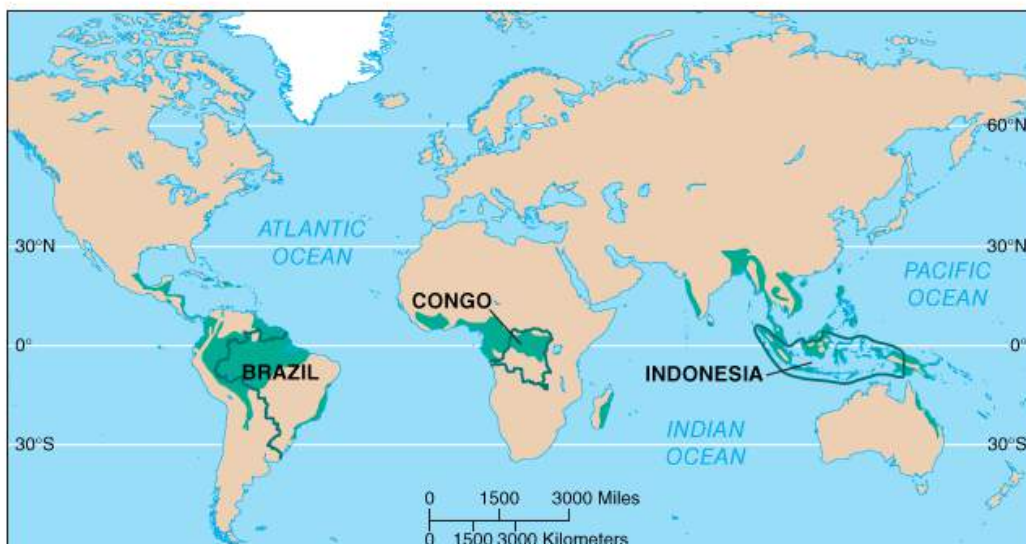 60°N
60°N
ATLANTIC
OCEAN
30°N
30°N
PACIFIC
OCEAN
CONGO
0°
0°
BRAZIL
INDONESIA
INDIAN
OCEAN
30°S
30°S
0 1500 3000 Miles
0 1500 3000 Kilometers